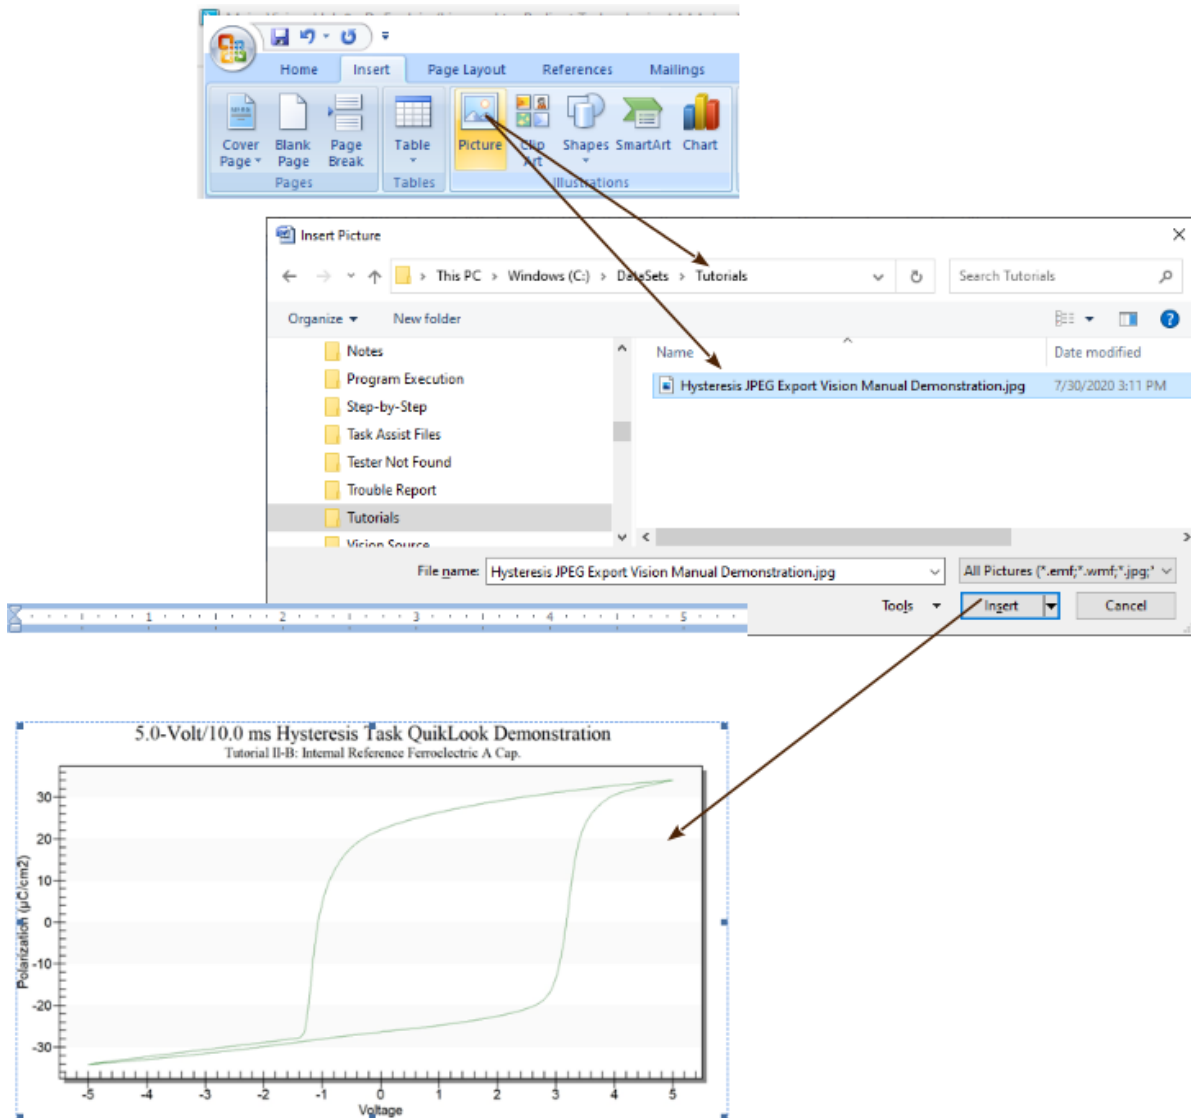 Home Insert Page Layout References Mailings
Cover Page Blank Page Page Break Table Picture Clip Art Shapes SmartArt Chart
Pages Tables Illustrations
Insert Picture
This PC > Windows (C:) > DataSets > Tutorials
Search Tutorials
Organize New folder
Name Date modified
Notes
Program Execution
Step-by-Step
Task Assist Files
Tester Not Found
Trouble Report
Tutorials
Vision Source
Hysteresis JPEG Export Vision Manual Demonstration.jpg 7/30/2020 3:11 PM
File name: Hysteresis JPEG Export Vision Manual Demonstration.jpg All Pictures (*.emf;*.wmf;*.jpg;*
Tools Insert Cancel
1 2 3 4 5
5.0-Volt/10.0 ms Hysteresis Task QuikLook Demonstration
Tutorial II-B: Internal Reference Ferroelectric A Cap.
Polarization (µC/cm2)
30
20
10
0
-10
-20
-30
-5 -4 -3 -2 -1 0 1 2 3 4 5
Voltage